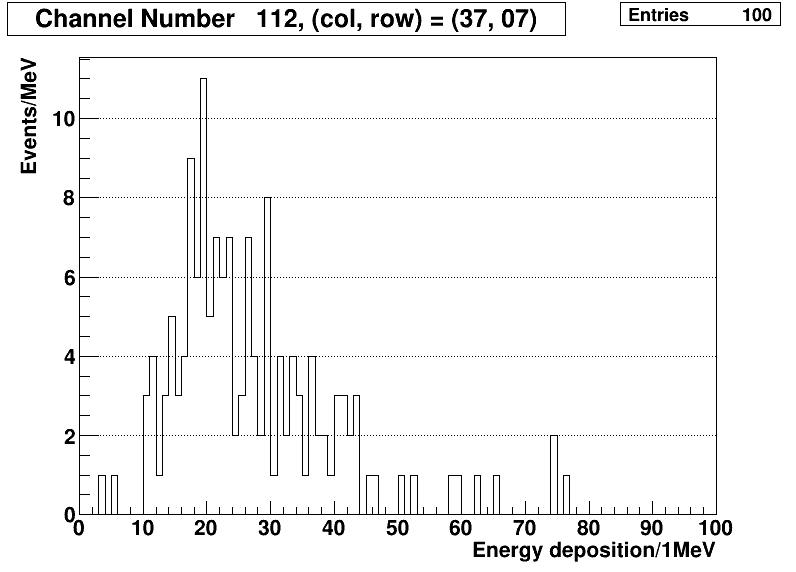 Channel Number 112, (col, row) = (37, 07)
Entries 100
Events/MeV
10
8
6
4
2
0
0 10 20 30 40 50 60 70 80 90 100
Energy deposition/1MeV